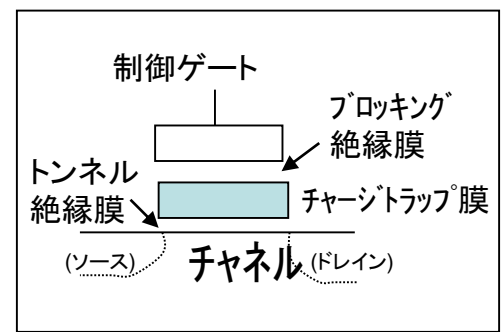 制御ゲート
ブロッキング
絶縁膜
トンネル
絶縁膜
チャージトラップ膜
(ソース)
チャネル
(ドレイン)